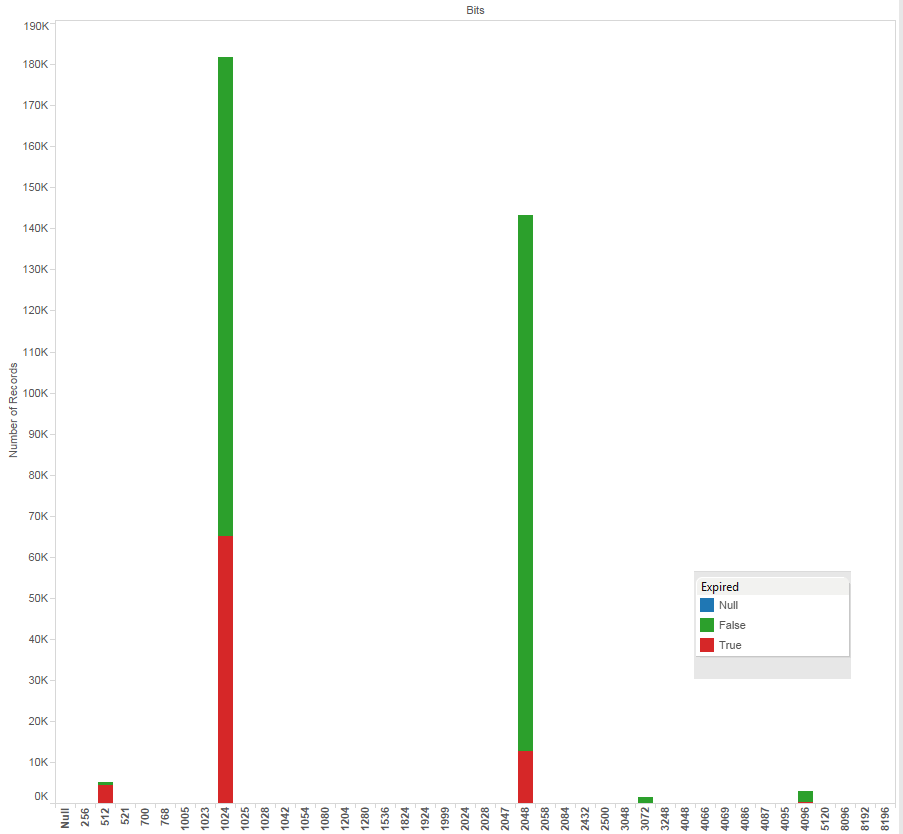 Bits
190K
180K
170K
160K
150K
140K
130K
120K
110K
100K
90K
80K
70K
60K
50K
40K
30K
20K
10K
0K
Number of Records
Expired
Null
False
True
Null
256
512
521
700
768
1005
1023
1024
1025
1028
1042
1054
1080
1204
1280
1536
1824
1924
1999
2024
2028
2047
2048
2058
2084
2432
2500
3048
3072
3248
4048
4066
4069
4086
4087
4095
4096
5120
8096
8192
8196